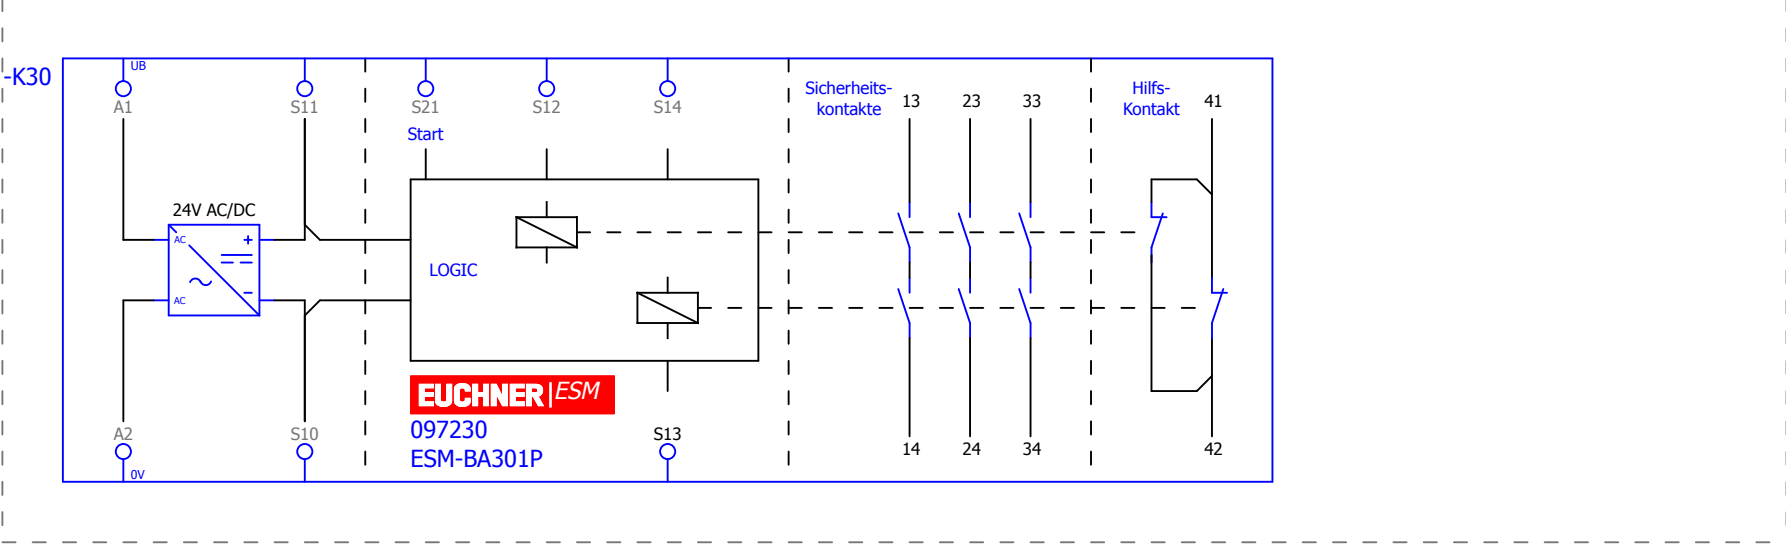 -K30
UB
A1
S11
S21
S12
S14
Start
24V AC/DC
AC
+
AC
-
LOGIC
EUCHNER|ESM
097230
ESM-BA301P
A2
0V
S10
S13
Sicherheits-
kontakte
13
23
33
14
24
34
Hilfs-
Kontakt
41
42